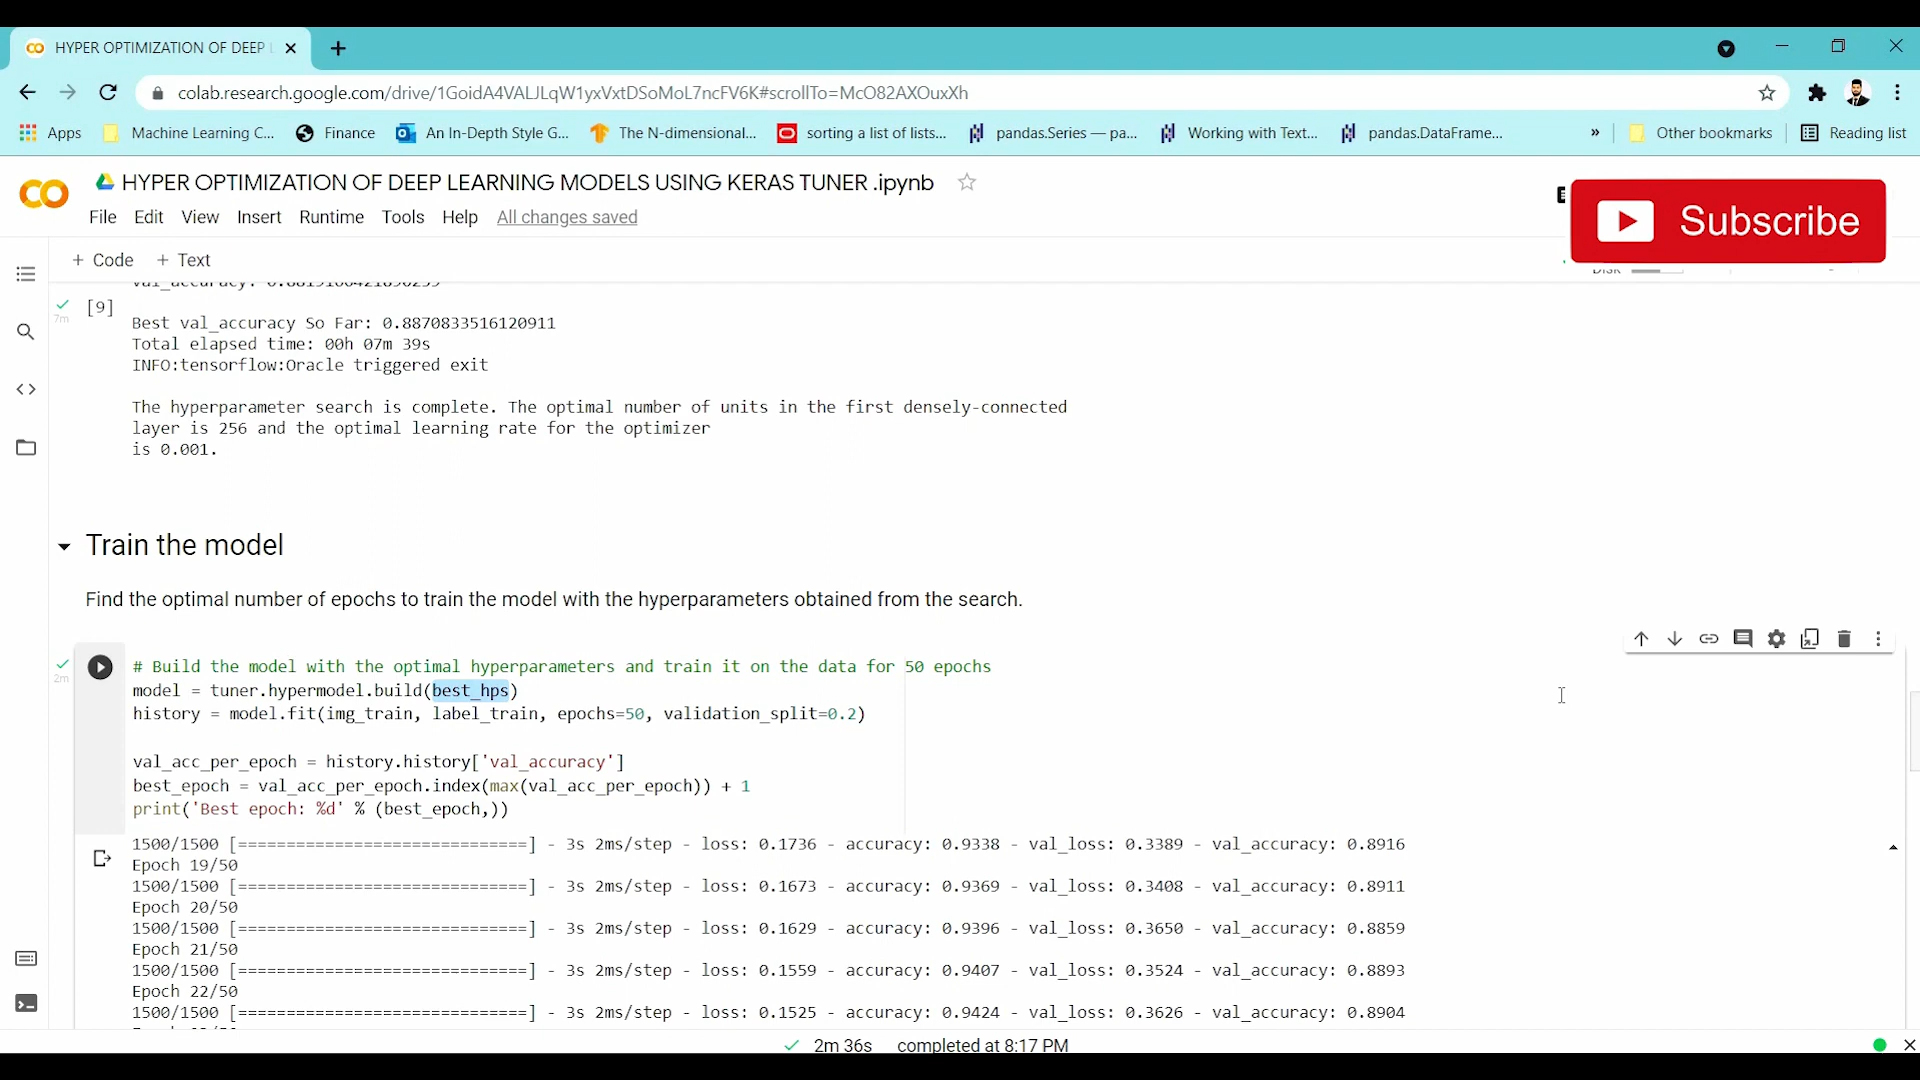 HYPER OPTIMIZATION OF DEEP
colab.research.google.com/drive/1GoidA4VALJLqW1yxVxtDSoMoL7ncFV6K#scrollTo=McO82AXOuxXh
Apps Machine Learning C... Finance An In-Depth Style G... The N-dimensional... sorting a list of lists... pandas.Series — pa... Working with Text... pandas.DataFrame... » Other bookmarks Reading list
HYPER OPTIMIZATION OF DEEP LEARNING MODELS USING KERAS TUNER .ipynb
File Edit View Insert Runtime Tools Help All changes saved
Subscribe
+ Code + Text
[9]
7m
Best val_accuracy So Far: 0.8870833516120911
Total elapsed time: 00h 07m 39s
INFO:tensorflow:Oracle triggered exit
The hyperparameter search is complete. The optimal number of units in the first densely-connected
layer is 256 and the optimal learning rate for the optimizer
is 0.001.
Train the model
Find the optimal number of epochs to train the model with the hyperparameters obtained from the search.
2m
# Build the model with the optimal hyperparameters and train it on the data for 50 epochs
model = tuner.hypermodel.build(best_hps)
history = model.fit(img_train, label_train, epochs=50, validation_split=0.2)
val_acc_per_epoch = history.history['val_accuracy']
best_epoch = val_acc_per_epoch.index(max(val_acc_per_epoch)) + 1
print('Best epoch: %d' % (best_epoch,))
1500/1500 [==============================] - 3s 2ms/step - loss: 0.1736 - accuracy: 0.9338 - val_loss: 0.3389 - val_accuracy: 0.8916
Epoch 19/50
1500/1500 [==============================] - 3s 2ms/step - loss: 0.1673 - accuracy: 0.9369 - val_loss: 0.3408 - val_accuracy: 0.8911
Epoch 20/50
1500/1500 [==============================] - 3s 2ms/step - loss: 0.1629 - accuracy: 0.9396 - val_loss: 0.3650 - val_accuracy: 0.8859
Epoch 21/50
1500/1500 [==============================] - 3s 2ms/step - loss: 0.1559 - accuracy: 0.9407 - val_loss: 0.3524 - val_accuracy: 0.8893
Epoch 22/50
1500/1500 [==============================] - 3s 2ms/step - loss: 0.1525 - accuracy: 0.9424 - val_loss: 0.3626 - val_accuracy: 0.8904
2m 36s completed at 8:17 PM